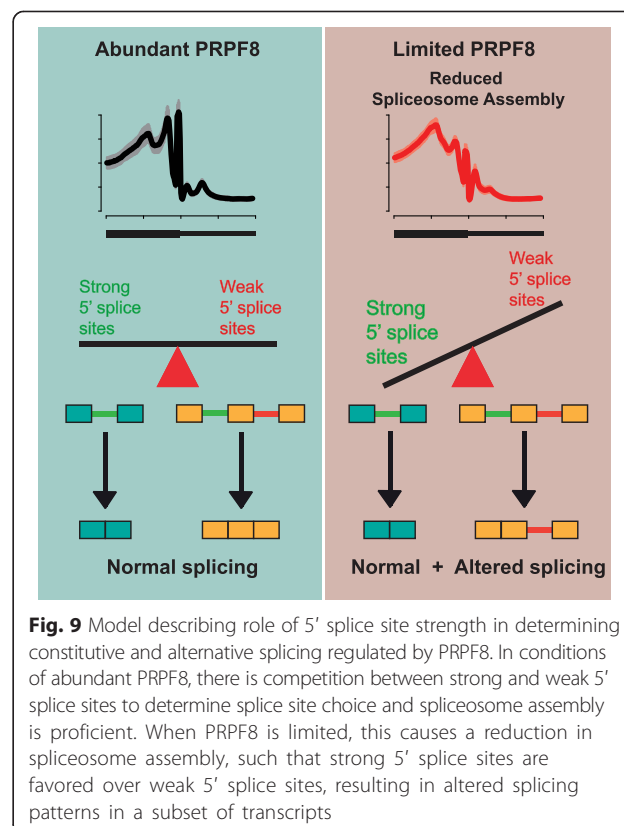 Abundant PRPF8
Limited PRPF8
Reduced
Spliceosome Assembly
Strong
5' splice
sites
Weak
5' splice
sites
Strong
5' splice
sites
Weak
5' splice
sites
Normal splicing
Normal + Altered splicing
Fig. 9 Model describing role of 5′ splice site strength in determining
constitutive and alternative splicing regulated by PRPF8. In conditions
of abundant PRPF8, there is competition between strong and weak 5′
splice sites to determine splice site choice and spliceosome assembly
is proficient. When PRPF8 is limited, this causes a reduction in
spliceosome assembly, such that strong 5′ splice sites are
favored over weak 5′ splice sites, resulting in altered splicing
patterns in a subset of transcripts